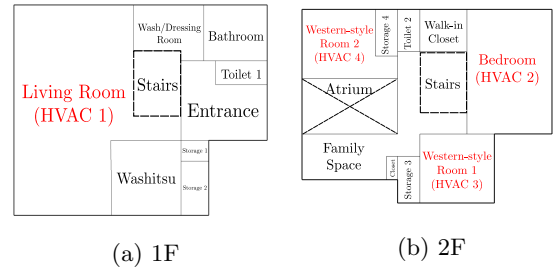 Wash/Dressing
Room
Bathroom
Toilet 1
Stairs
Living Room
(HVAC 1)
Entrance
Storage 1
Washitsu
Storage 2
(a) 1F
Western-style
Room 2
(HVAC 4)
Storage 4
Toilet 2
Walk-in
Closet
Bedroom
(HVAC 2)
Stairs
Atrium
Family
Space
Closet
Storage 3
Western-style
Room 1
(HVAC 3)
(b) 2F